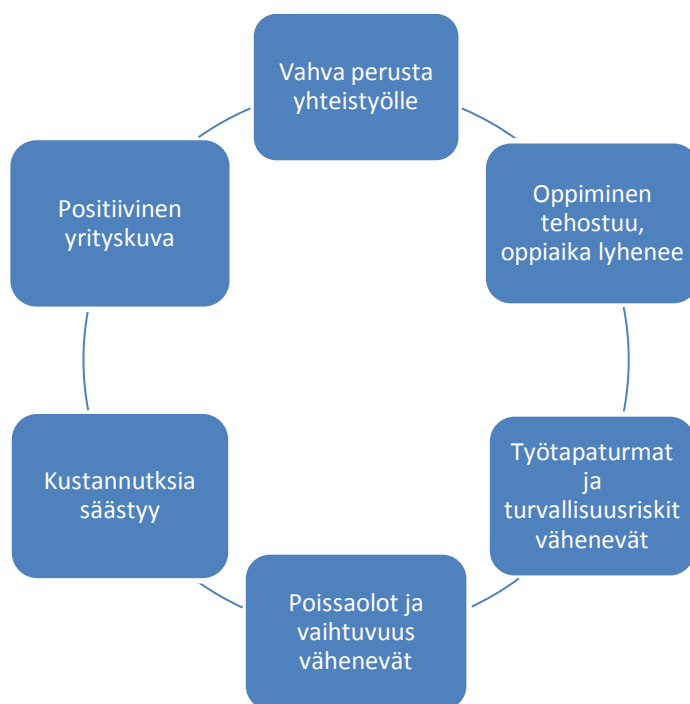 Vahva perusta
yhteistyölle
Oppiminen
tehostuu,
oppiaika lyhenee
Työtapaturmat
ja
turvallisuusriskit
vähenevät
Poissaolot ja
vaihtuvuus
vähenevät
Kustannutksia
säästyy
Positiivinen
yrityskuva